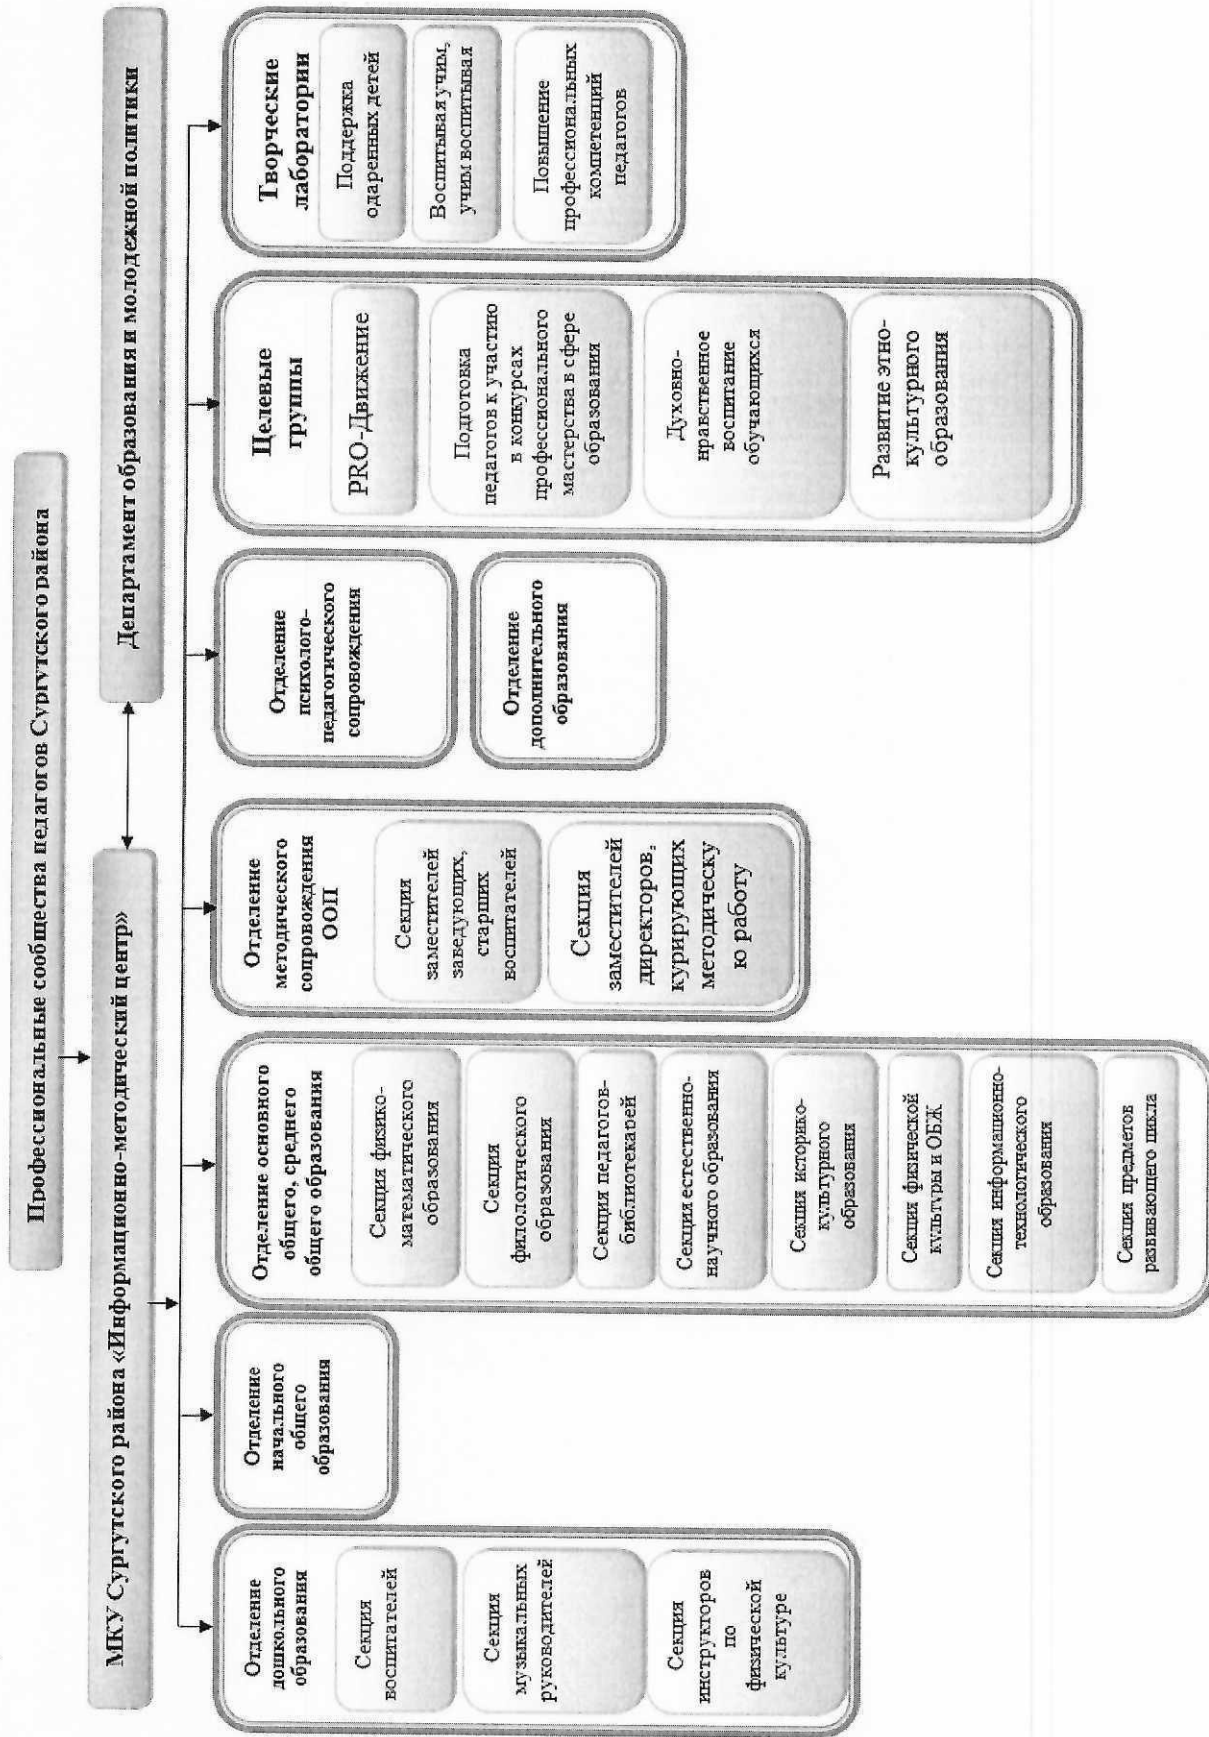 Профессиональные сообщества педагогов Сургутского района
МКУ Сургутского района «Информационно-методический центр»
Департамент образования и молодежной политики
Отделение
дошкольного
образования
Секция
воспитателей
Секция
музыкальных
руководителей
Секция
инструкторов
по
физической
культуре
Отделение
начального
общего
образования
Отделение основного
общего, среднего
общего образования
Секция физико-
математического
образования
Секция
филологического
образования
Секция педагогов-
библиотекарей
Секция естественно-
научного образования
Секция историко-
культурного
образования
Секция физической
культуры и ОБЖ
Секция информационно-
технологического
образования
Секция предметов
развивающего цикла
Отделение
методического
сопровождения
ООП
Секция
заместителей
заведующих,
старших
воспитателей
Секция
заместителей
директоров,
курирующих
методическу
ю работу
Отделение
психолого-
педагогического
сопровождения
Отделение
дополнительного
образования
Целевые
группы
PRO-Движение
Подготовка
педагогов к участию
в конкурсах
профессионального
мастерства в сфере
образования
Духовно-
нравственное
воспитание
обучающихся
Развитие этно-
культурного
образования
Творческие
лаборатории
Поддержка
одаренных детей
Воспитывая учим,
учим воспитывая
Повышение
профессиональных
компетенций
педагогов